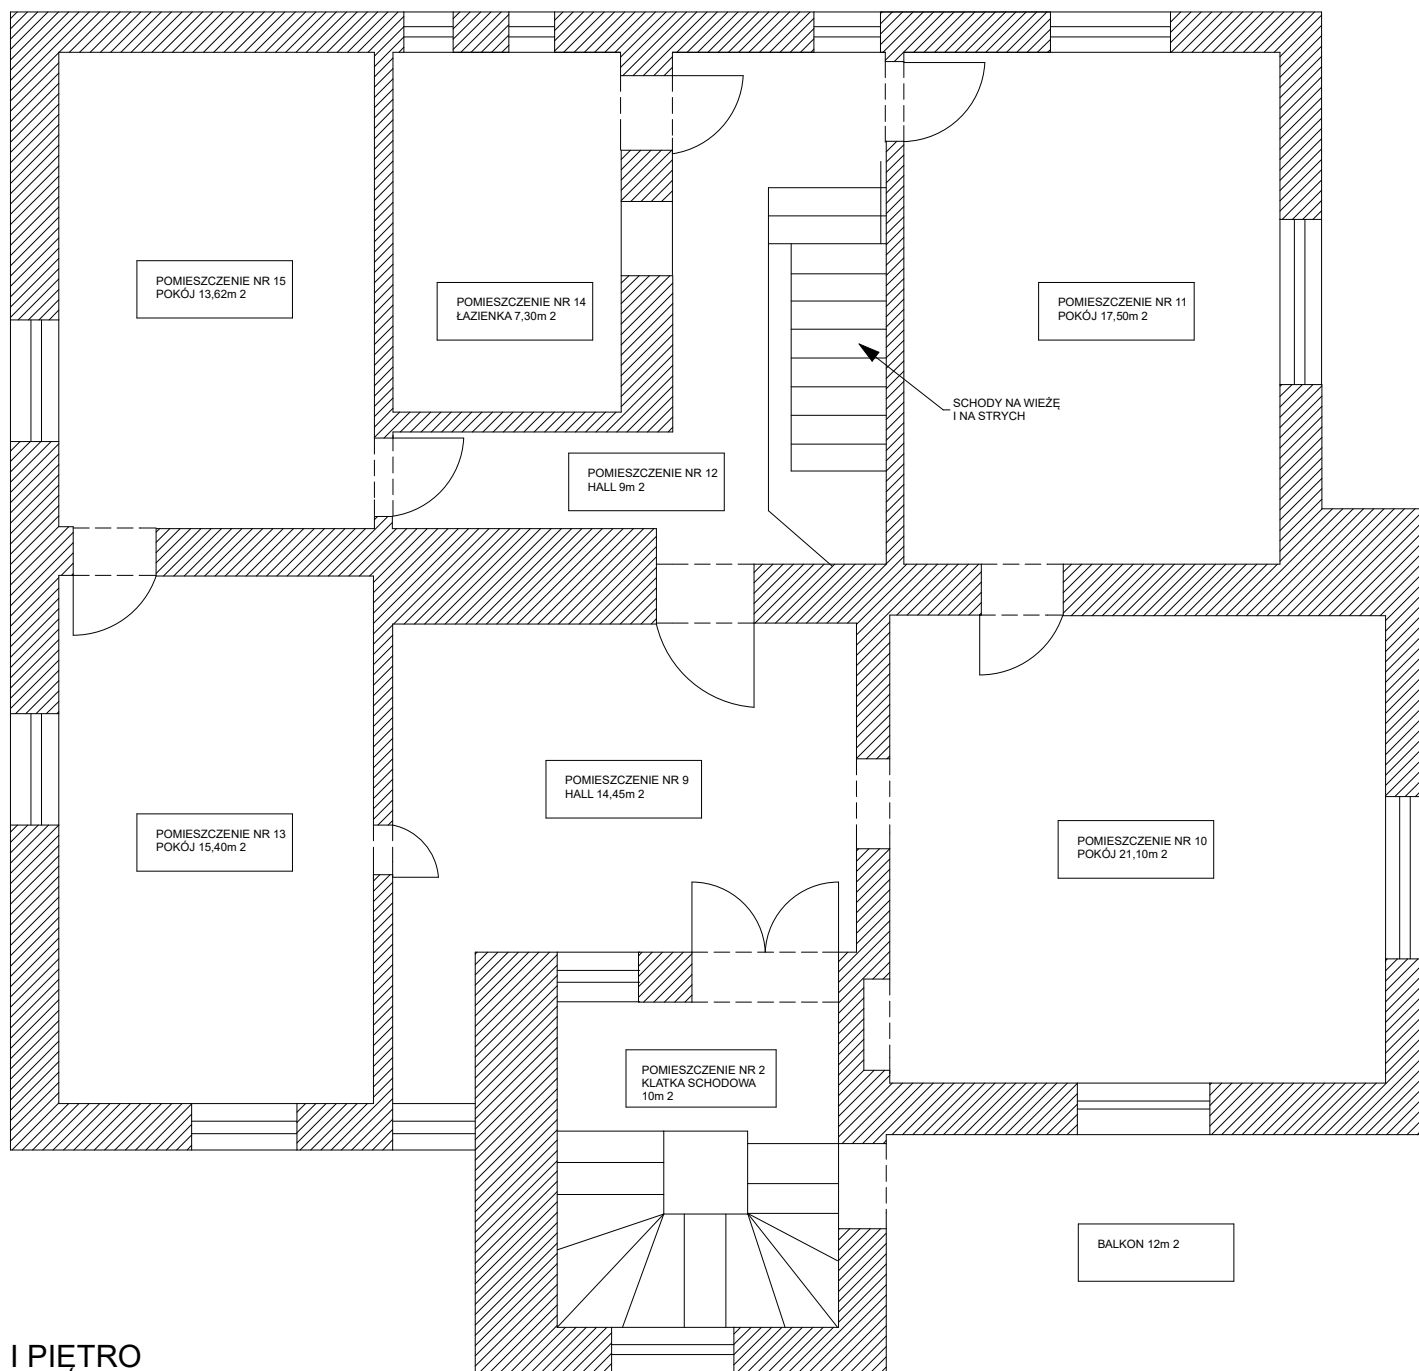 POMIESZCZENIE NR 15
POKÓJ 13,62m 2
POMIESZCZENIE NR 14
ŁAZIENKA 7,30m 2
POMIESZCZENIE NR 11
POKÓJ 17,50m 2
SCHODY NA WIEŻĘ
I NA STRYCH
POMIESZCZENIE NR 12
HALL 9m 2
POMIESZCZENIE NR 9
HALL 14,45m 2
POMIESZCZENIE NR 13
POKÓJ 15,40m 2
POMIESZCZENIE NR 10
POKÓJ 21,10m 2
POMIESZCZENIE NR 2
KLATKA SCHODOWA
10m 2
BALKON 12m 2
I PIĘTRO